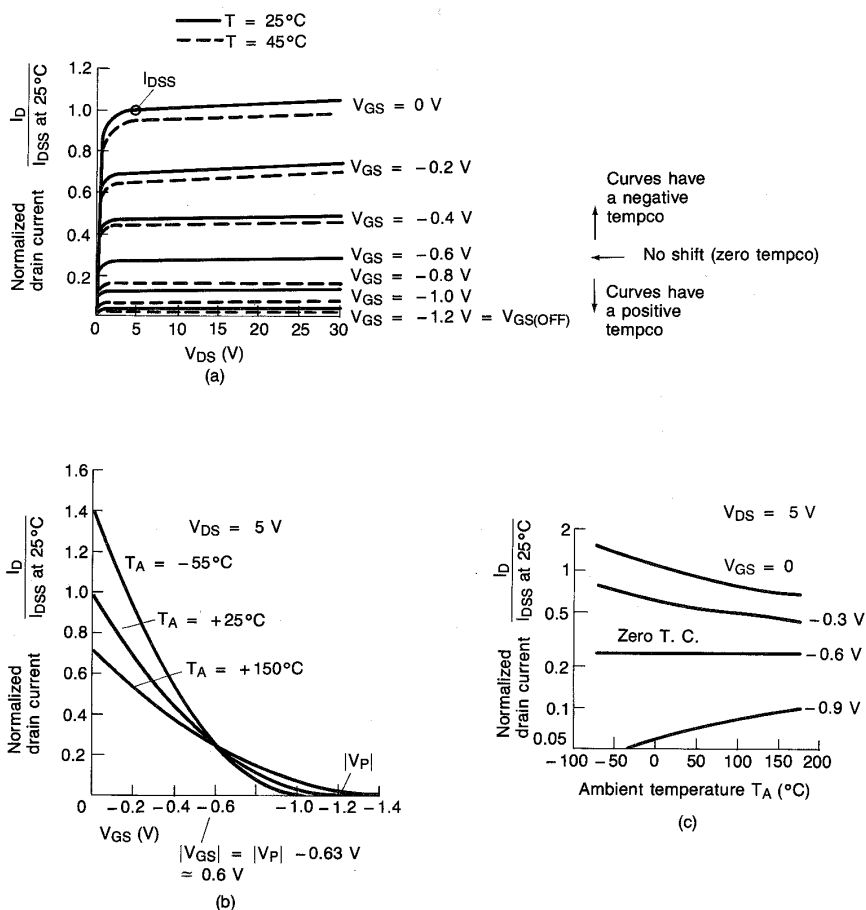 T = 25°C
T = 45°C
I_D
I_DSS at 25°C
Normalized
drain current
1.0
0.8
0.6
0.4
0.2
0
5
10
15
20
25
30
V_DS (V)
(a)
I_DSS
V_GS = 0 V
V_GS = −0.2 V
V_GS = −0.4 V
V_GS = −0.6 V
V_GS = −0.8 V
V_GS = −1.0 V
V_GS = −1.2 V = V_GS(OFF)
Curves have
a negative
tempco
No shift (zero tempco)
Curves have
a positive
tempco
I_D
I_DSS at 25°C
Normalized
drain current
1.6
1.4
1.2
1.0
0.8
0.6
0.4
0.2
V_DS = 5 V
T_A = −55°C
T_A = +25°C
T_A = +150°C
|V_P|
0
−0.2
−0.4
−0.6
−0.8
−1.0
−1.2
−1.4
V_GS (V)
|V_GS| = |V_P| −0.63 V
≃ 0.6 V
(b)
I_D
I_DSS at 25°C
Normalized
drain current
V_DS = 5 V
V_GS = 0
2
1
0.5
0.2
0.1
0.05
Zero T. C.
−0.3 V
−0.6 V
−0.9 V
−100
−50
0
50
100
150
200
Ambient temperature T_A (°C)
(c)